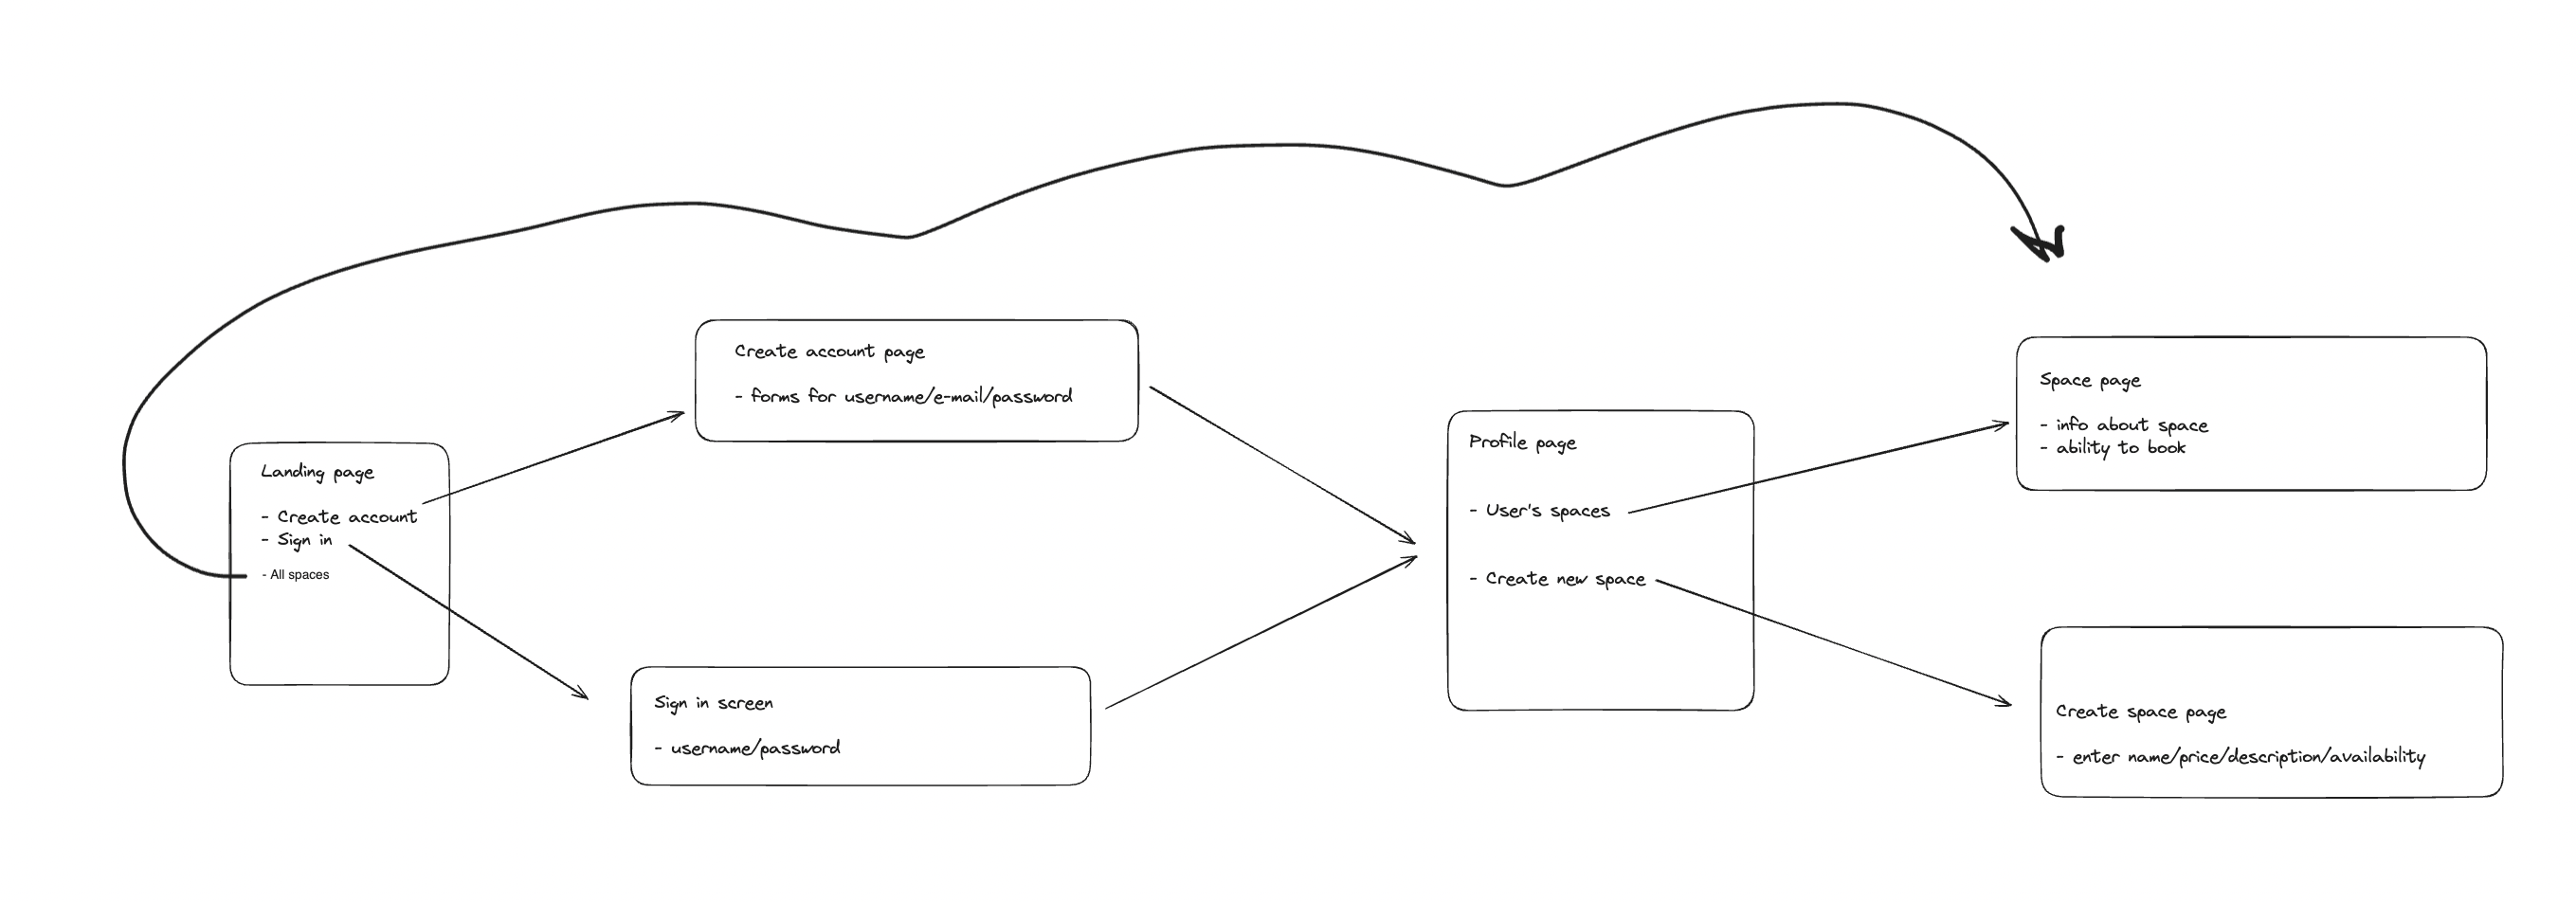 Landing page
- Create account
- Sign in
- All spaces
Create account page
- forms for username/e-mail/password
Sign in screen
- username/password
Profile page
- User's spaces
- Create new space
Space page
- info about space
- ability to book
Create space page
- enter name/price/description/availability